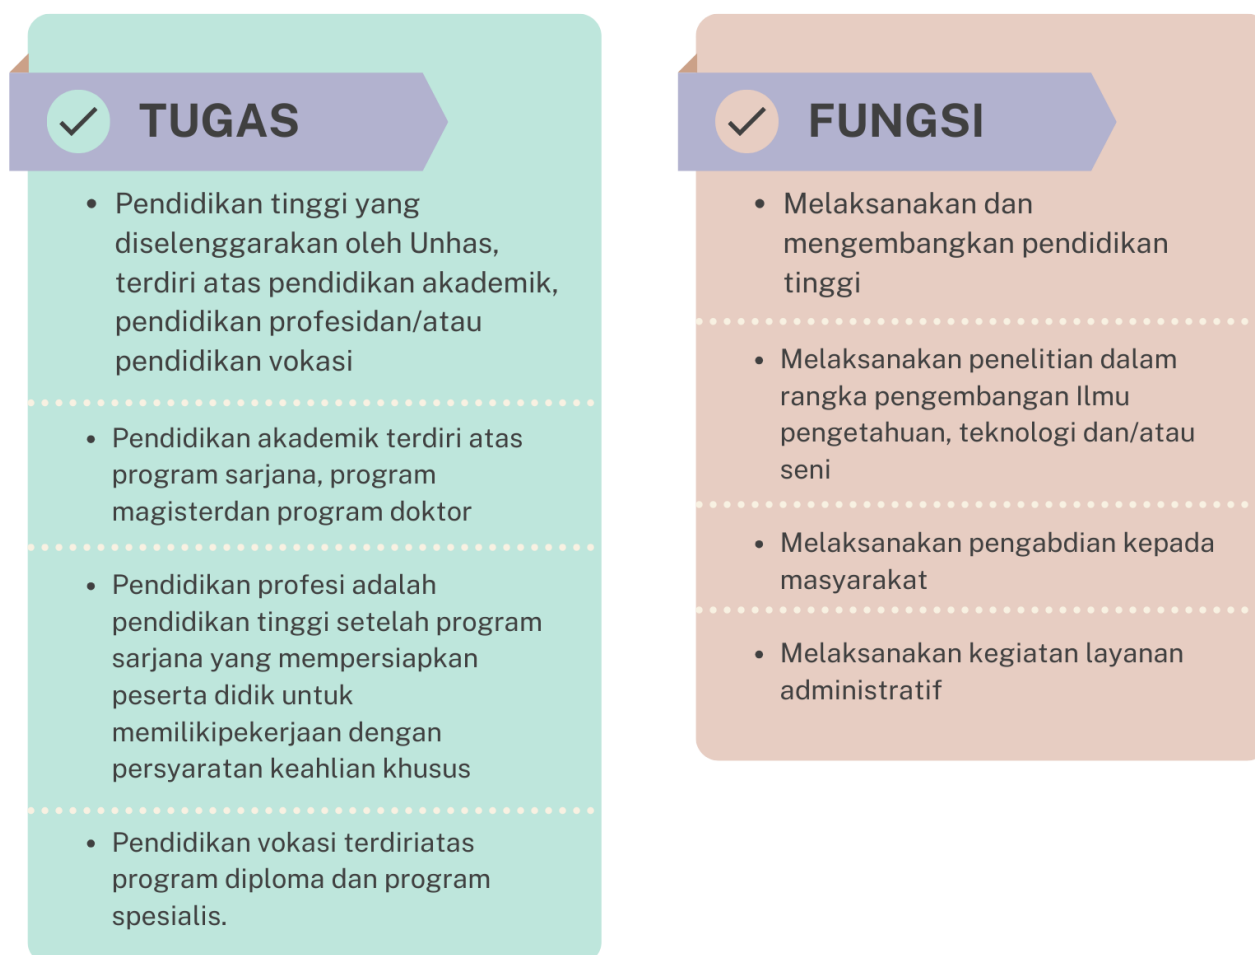 TUGAS
• Pendidikan tinggi yang
diselenggarakan oleh Unhas,
terdiri atas pendidikan akademik,
pendidikan profesidan/atau
pendidikan vokasi
• Pendidikan akademik terdiri atas
program sarjana, program
magisterdan program doktor
• Pendidikan profesi adalah
pendidikan tinggi setelah program
sarjana yang mempersiapkan
peserta didik untuk
memilikipekerjaan dengan
persyaratan keahlian khusus
• Pendidikan vokasi terdiriatas
program diploma dan program
spesialis.
FUNGSI
• Melaksanakan dan
mengembangkan pendidikan
tinggi
• Melaksanakan penelitian dalam
rangka pengembangan Ilmu
pengetahuan, teknologi dan/atau
seni
• Melaksanakan pengabdian kepada
masyarakat
• Melaksanakan kegiatan layanan
administratif